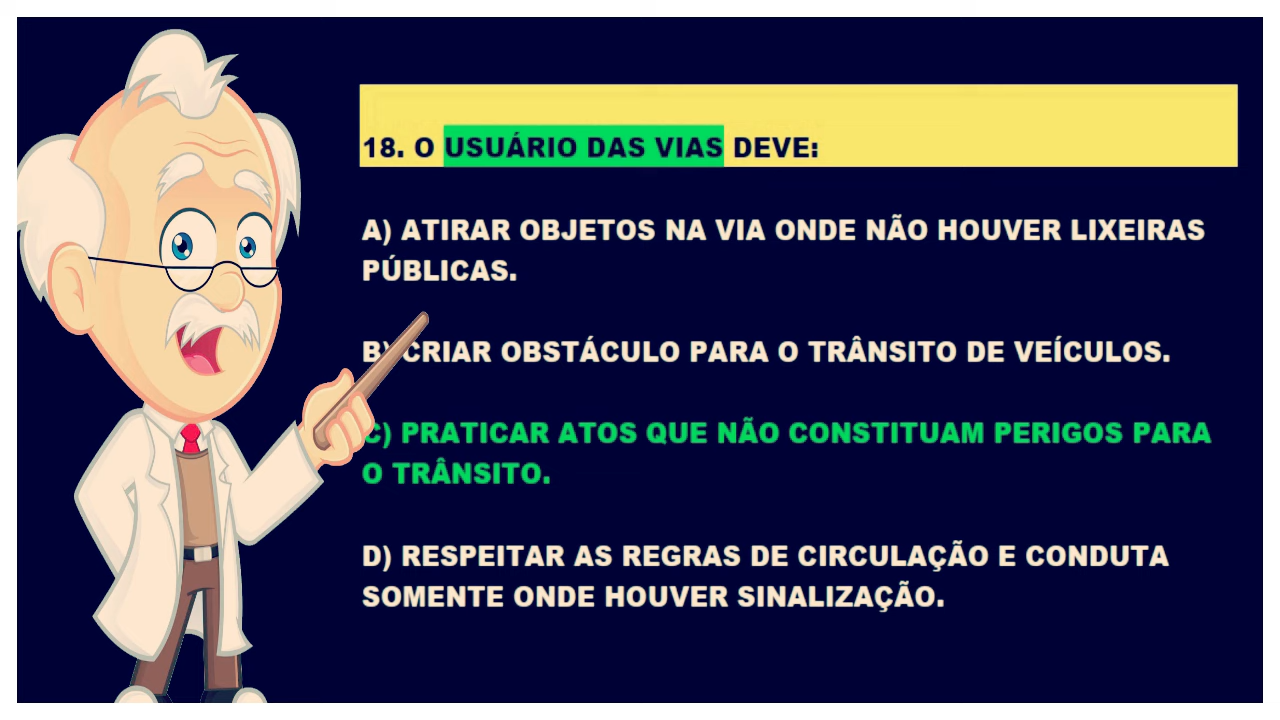 18. O USUÁRIO DAS VIAS DEVE:
A) ATIRAR OBJETOS NA VIA ONDE NÃO HOUVER LIXEIRAS
PÚBLICAS.
B) CRIAR OBSTÁCULO PARA O TRÂNSITO DE VEÍCULOS.
C) PRATICAR ATOS QUE NÃO CONSTITUAM PERIGOS PARA
O TRÂNSITO.
D) RESPEITAR AS REGRAS DE CIRCULAÇÃO E CONDUTA
SOMENTE ONDE HOUVER SINALIZAÇÃO.